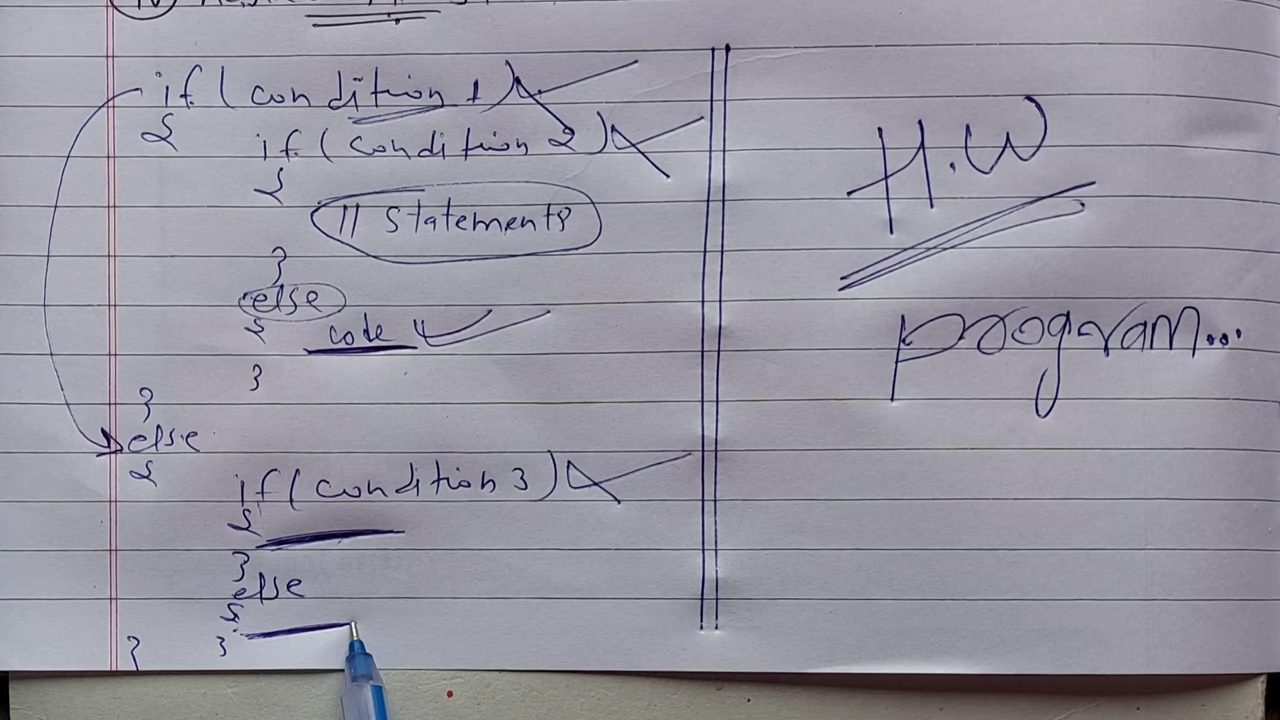 if (condition 1)
{
if (condition 2)
{
// statements
}
else
{
code
}
}
else
{
if (condition 3)
{
}
else
{
}
}
H.W
program...